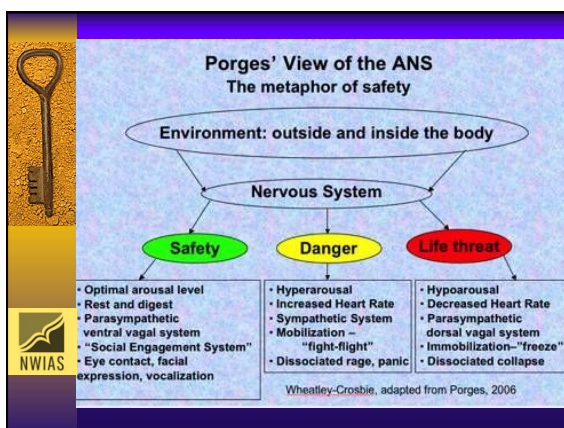 Porges' View of the ANS
The metaphor of safety
Environment: outside and inside the body
Nervous System
Safety
Danger
Life threat
• Optimal arousal level
• Rest and digest
• Parasympathetic
ventral vagal system
• "Social Engagement System"
• Eye contact, facial
expression, vocalization
• Hyperarousal
• Increased Heart Rate
• Sympathetic System
• Mobilization –
"fight-flight"
• Dissociated rage, panic
• Hypoarousal
• Decreased Heart Rate
• Parasympathetic
dorsal vagal system
• Immobilization–"freeze"
• Dissociated collapse
NWIAS
Wheatley-Crosbie, adapted from Porges, 2006